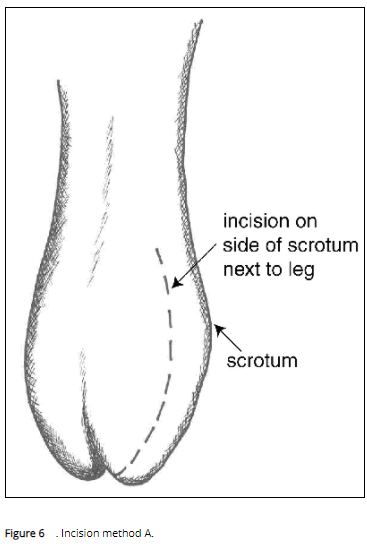 incision on
side of scrotum
next to leg
scrotum
Figure 6 . Incision method A.